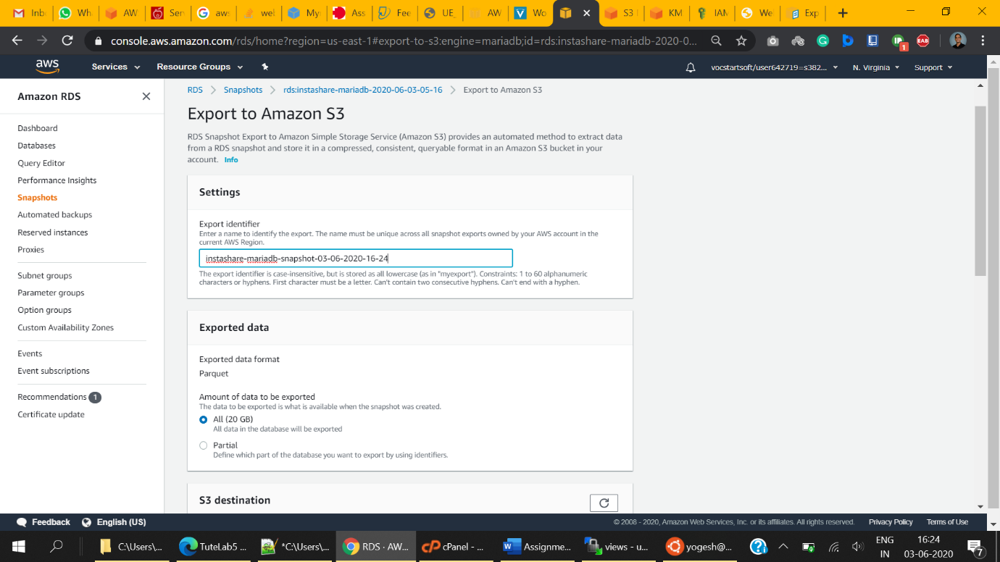 Inb
Wha
AW
Ser
aws
wel
My
Ass
Fee
UE_
AW
Wo
S3
KM
IAN
We
Exp
console.aws.amazon.com/rds/home?region=us-east-1#export-to-s3:engine=mariadb;id=rds:instashare-mariadb-2020-06-0...
1
EAB
aws
Services
Resource Groups
vocstartsoft/user642719=s382...
N. Virginia
Support
Amazon RDS
Dashboard
Databases
Query Editor
Performance Insights
Snapshots
Automated backups
Reserved instances
Proxies
Subnet groups
Parameter groups
Option groups
Custom Availability Zones
Events
Event subscriptions
Recommendations 1
Certificate update
RDS > Snapshots > rds:instashare-mariadb-2020-06-03-05-16 > Export to Amazon S3
Export to Amazon S3
RDS Snapshot Export to Amazon Simple Storage Service (Amazon S3) provides an automated method to extract data
from a RDS snapshot and store it in a compressed, consistent, queryable format in an Amazon S3 bucket in your
account. Info
Settings
Export identifier
Enter a name to identify the export. The name must be unique across all snapshot exports owned by your AWS account in the
current AWS Region.
instashare-mariadb-snapshot-03-06-2020-16-24
The export identifier is case-insensitive, but is stored as all lowercase (as in "myexport"). Constraints: 1 to 60 alphanumeric
characters or hyphens. First character must be a letter. Can't contain two consecutive hyphens. Can't end with a hyphen.
Exported data
Exported data format
Parquet
Amount of data to be exported
The data to be exported is what is available when the snapshot was created.
All (20 GB)
All data in the database will be exported
Partial
Define which part of the database you want to export by using identifiers.
S3 destination
Feedback
English (US)
© 2008 - 2020, Amazon Web Services, Inc. or its affiliates. All rights reserved.
Privacy Policy
Terms of Use
C:\Users\...
TuteLab5 ...
*C:\Users\...
RDS · AW...
cPanel - ...
Assignme...
views - u...
yogesh@...
ENG
IN
16:24
03-06-2020
7